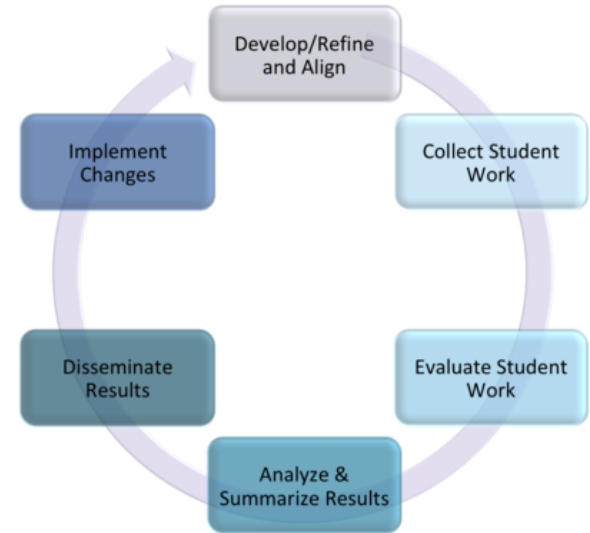 Develop/Refine
and Align
Collect Student
Work
Evaluate Student
Work
Analyze &
Summarize Results
Disseminate
Results
Implement
Changes